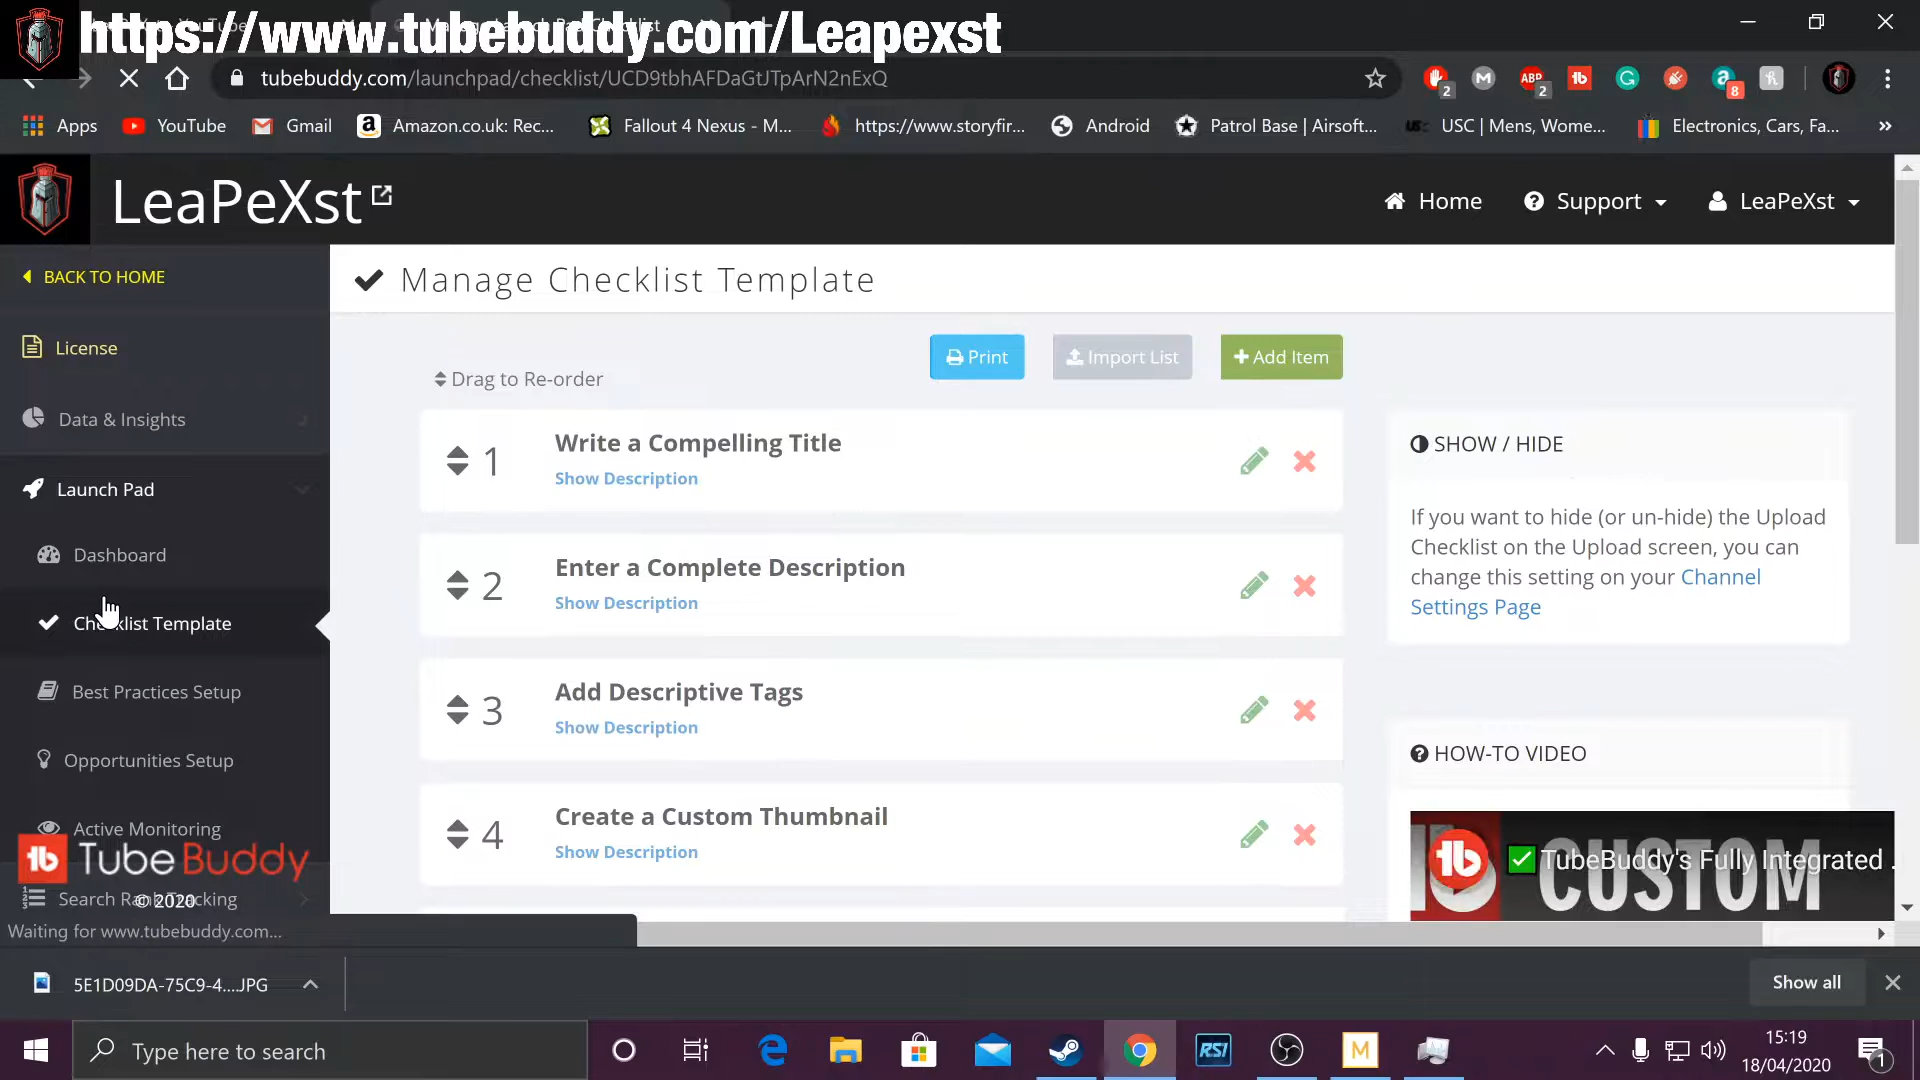 https://www.tubebuddy.com/Leapexst
tubebuddy.com/launchpad/checklist/UCD9tbhAFDaGtJTpArN2nExQ
2
ABP
2
8
Apps
YouTube
Gmail
Amazon.co.uk: Rec...
Fallout 4 Nexus - M...
https://www.storyfir...
Android
Patrol Base | Airsoft...
USC | Mens, Wome...
Electronics, Cars, Fa...
»
LeaPeXst
Home
Support
LeaPeXst
BACK TO HOME
License
Data & Insights
Launch Pad
Dashboard
Checklist Template
Best Practices Setup
Opportunities Setup
Active Monitoring
TubeBuddy
Search Rank Tracking
© 2020
Waiting for www.tubebuddy.com...
Manage Checklist Template
Print
Import List
+ Add Item
Drag to Re-order
1
Write a Compelling Title
Show Description
2
Enter a Complete Description
Show Description
3
Add Descriptive Tags
Show Description
4
Create a Custom Thumbnail
Show Description
SHOW / HIDE
If you want to hide (or un-hide) the Upload
Checklist on the Upload screen, you can
change this setting on your Channel
Settings Page
HOW-TO VIDEO
TubeBuddy's Fully Integrated .
CUSTOM
5E1D09DA-75C9-4....JPG
Show all
Type here to search
RSI
M
15:19
18/04/2020
1